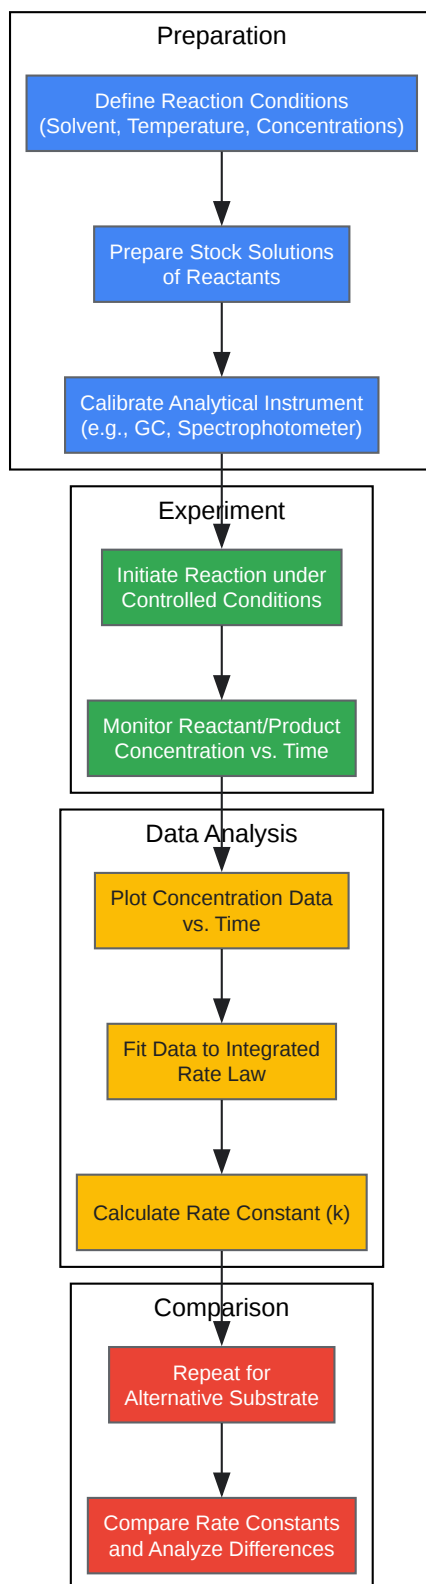 Preparation
Define Reaction Conditions
(Solvent, Temperature, Concentrations)
Prepare Stock Solutions
of Reactants
Calibrate Analytical Instrument
(e.g., GC, Spectrophotometer)
Experiment
Initiate Reaction under
Controlled Conditions
Monitor Reactant/Product
Concentration vs. Time
Data Analysis
Plot Concentration Data
vs. Time
Fit Data to Integrated
Rate Law
Calculate Rate Constant (k)
Comparison
Repeat for
Alternative Substrate
Compare Rate Constants
and Analyze Differences